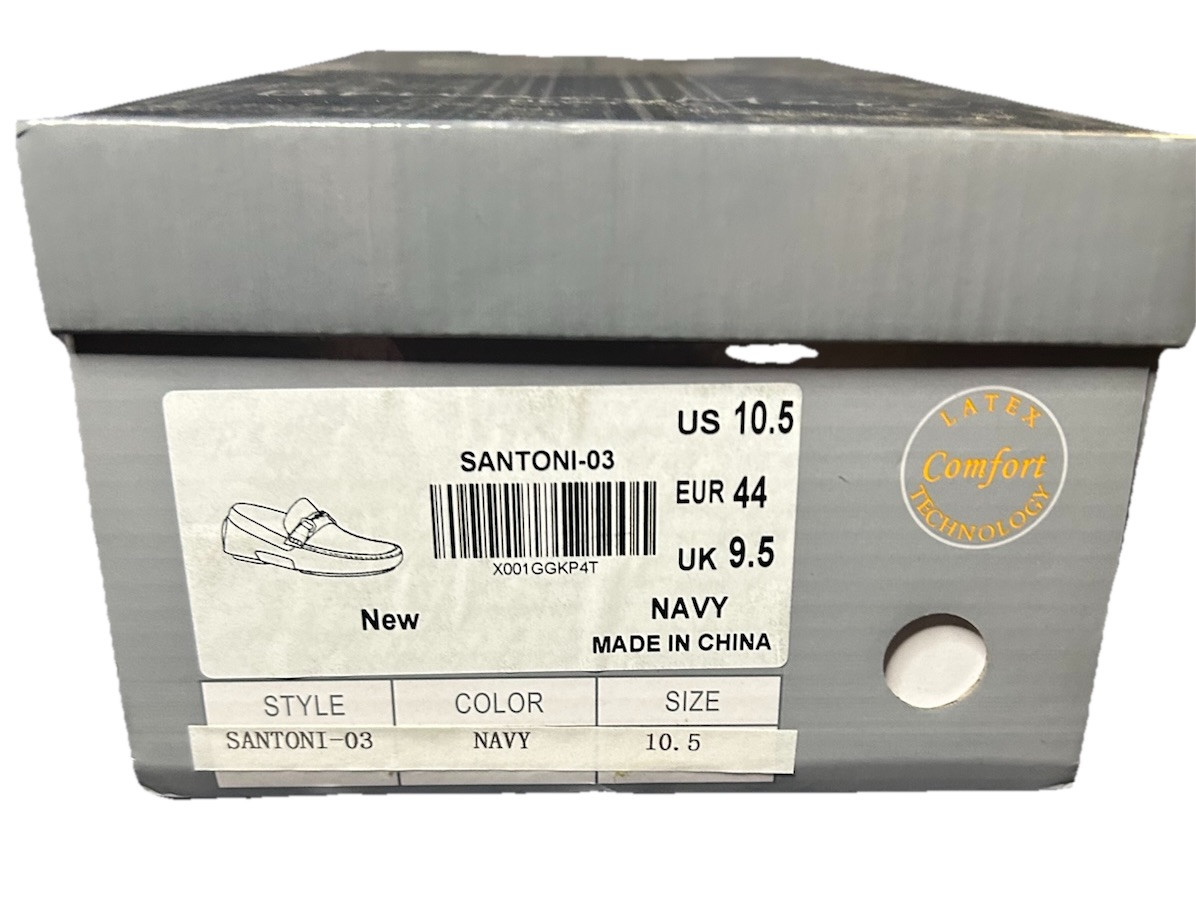 US 10.5
SANTONI-03
EUR 44
X001GGKP4T
UK 9.5
New
NAVY
MADE IN CHINA
LATEX
Comfort
TECHNOLOGY
STYLE COLOR SIZE
SANTONI-03 NAVY 10.5